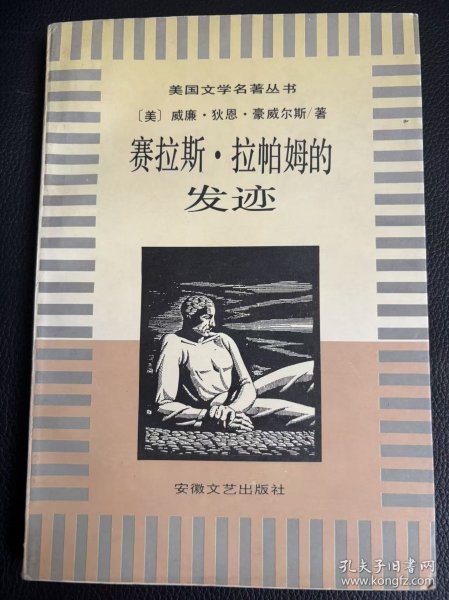 美国文学名著丛书
〔美〕威廉·狄恩·豪威尔斯/著
赛拉斯·拉帕姆的
发迹
安徽文艺出版社
孔夫子旧书网
www.kongfz.com